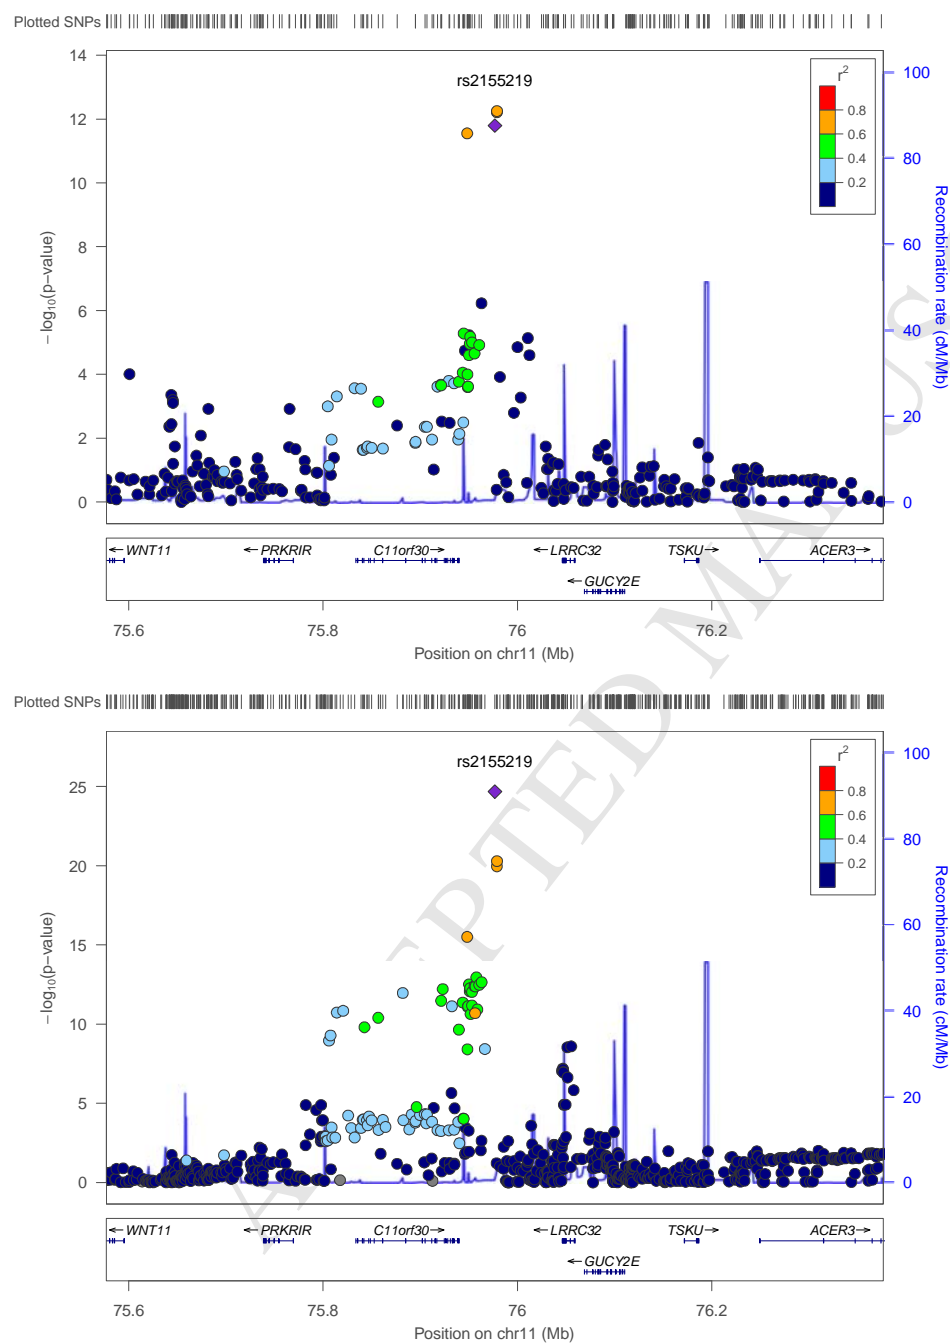 Plotted SNPs
rs2155219
r2
0.8
0.6
0.4
0.2
14
12
10
8
6
4
2
0
− log10(p−value)
100
80
60
40
20
0
Recombination rate (cM/Mb)
←WNT11 ←PRKRIR C11orf30→ ←LRRC32 TSKU→ ACER3→
←GUCY2E
75.6 75.8 76 76.2
Position on chr11 (Mb)
Plotted SNPs
rs2155219
r2
0.8
0.6
0.4
0.2
25
20
15
10
5
0
− log10(p−value)
100
80
60
40
20
0
Recombination rate (cM/Mb)
←WNT11 ←PRKRIR C11orf30→ ←LRRC32 TSKU→ ACER3→
←GUCY2E
75.6 75.8 76 76.2
Position on chr11 (Mb)